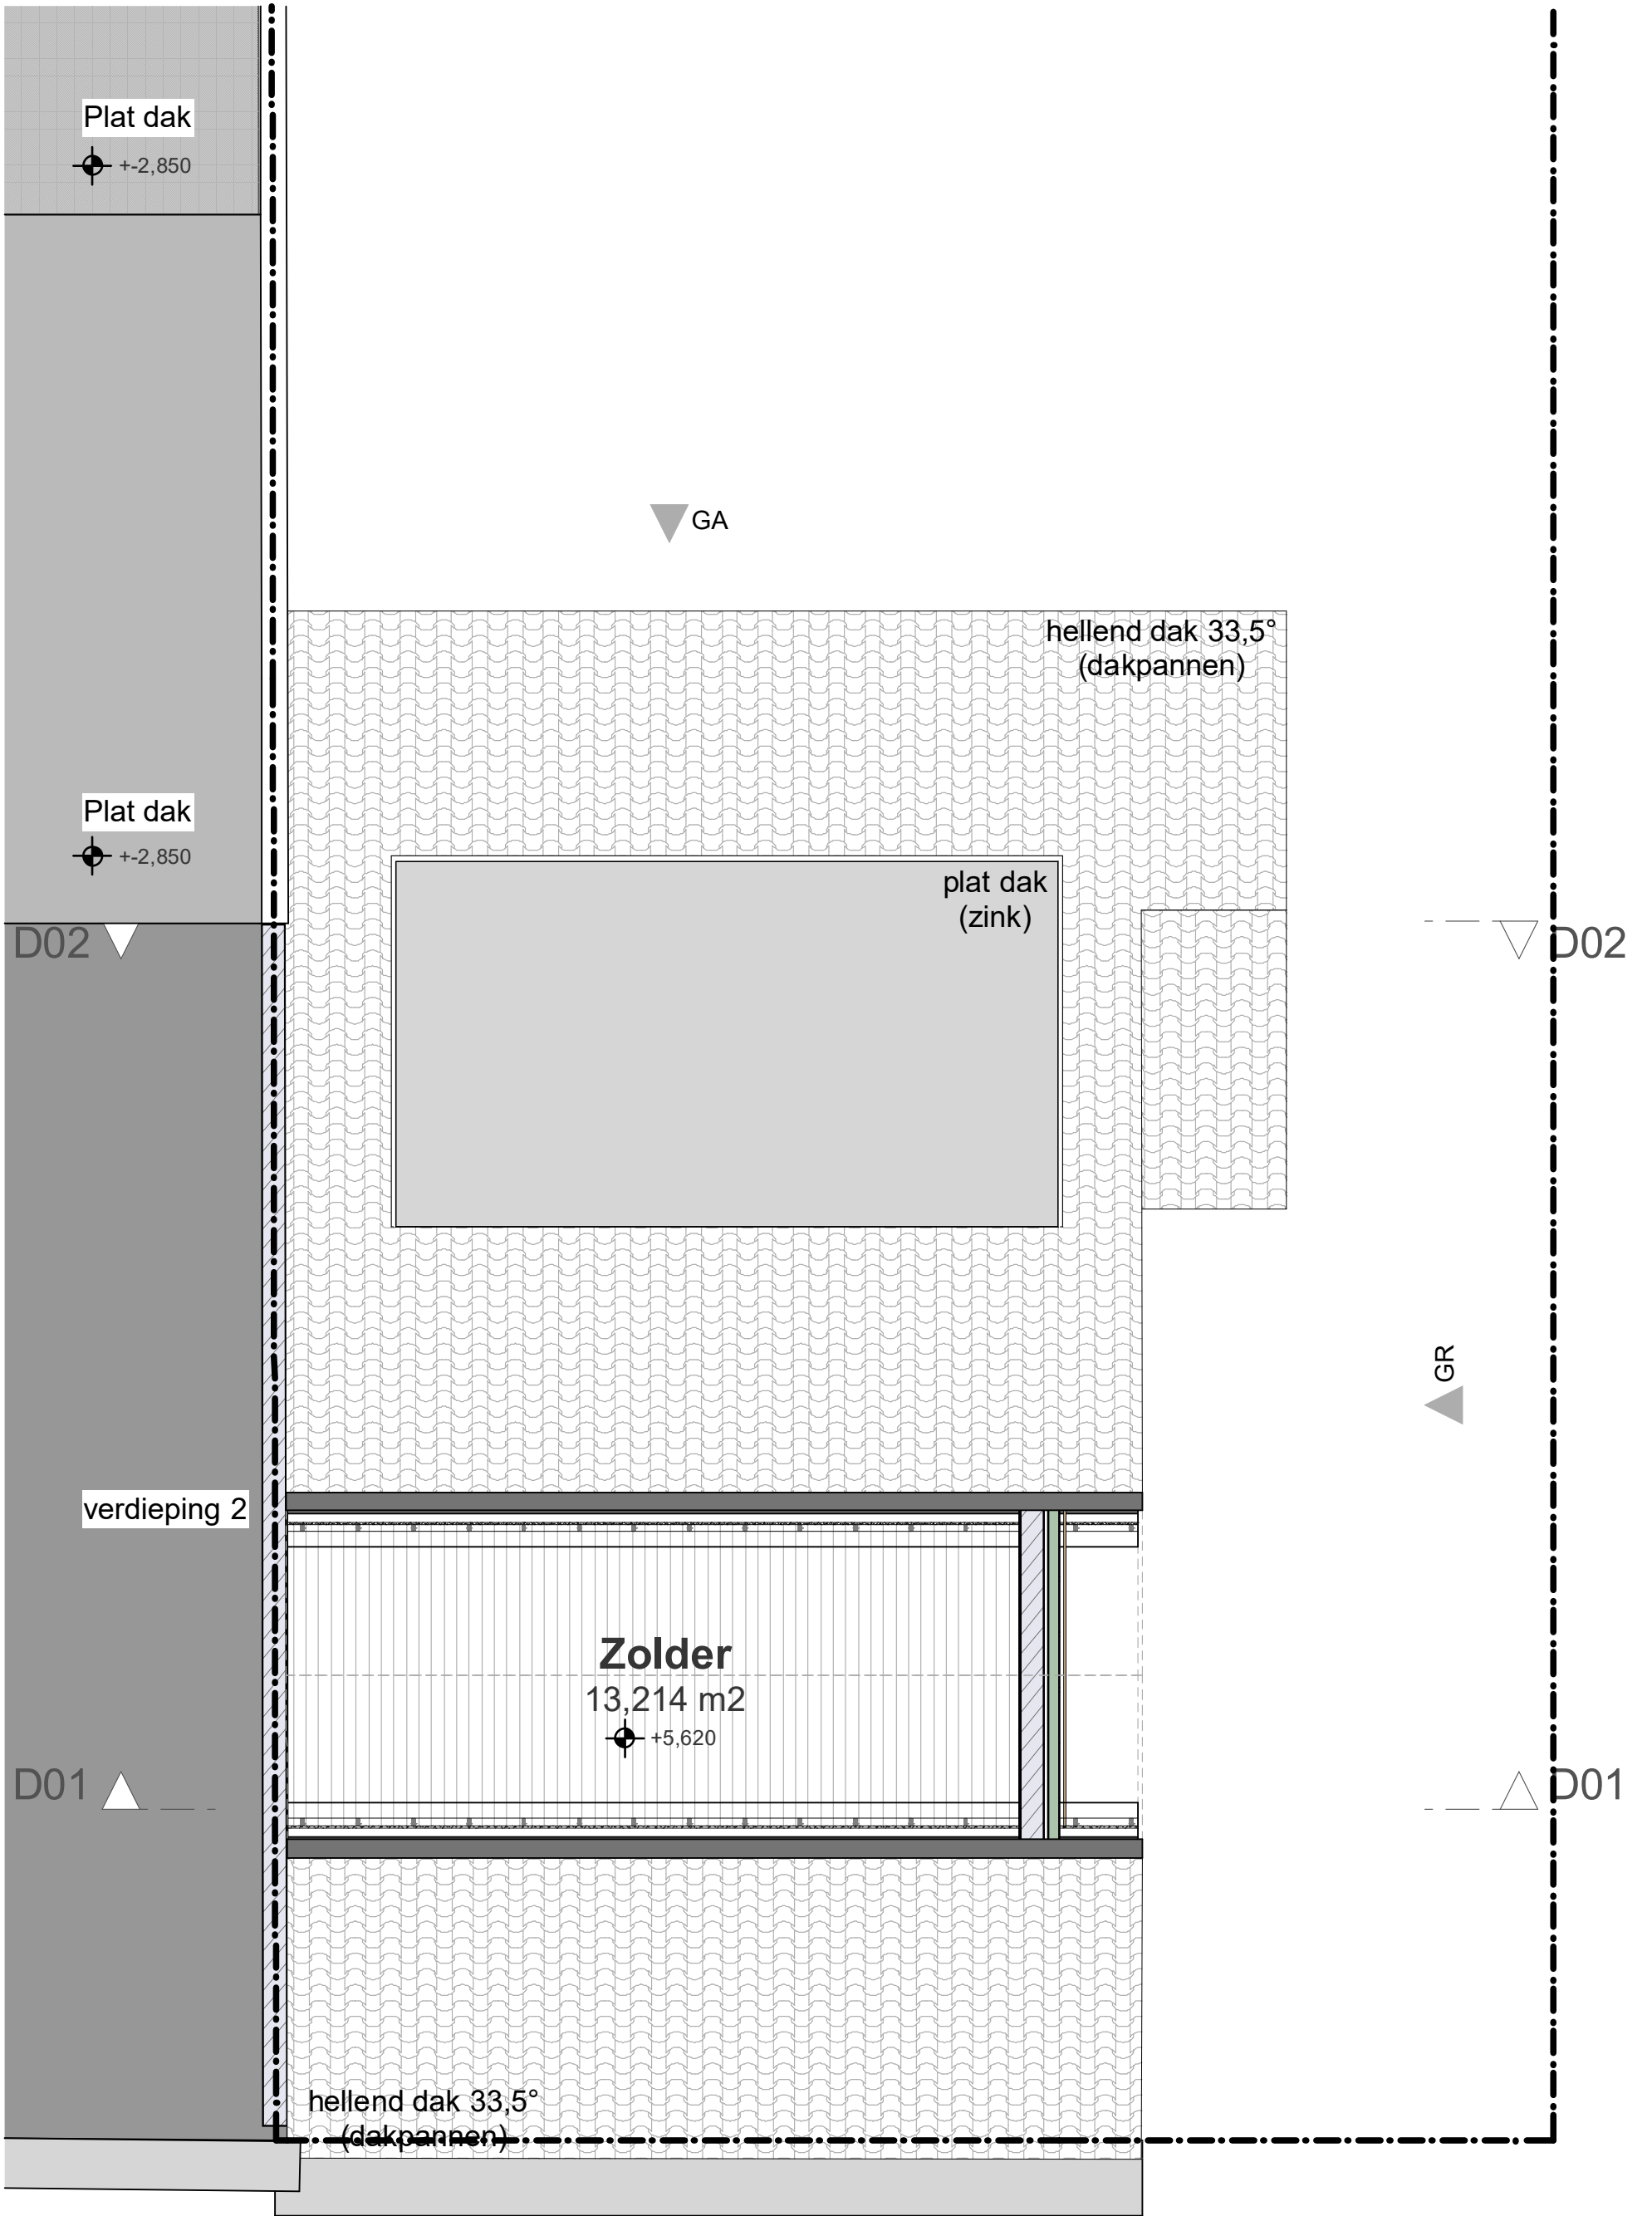 Plat dak
+-2,850
GA
hellend dak 33,5°
(dakpannen)
Plat dak
+-2,850
plat dak
(zink)
D02
D02
GR
verdieping 2
Zolder
13,214 m2
+5,620
D01
D01
hellend dak 33,5°
(dakpannen)